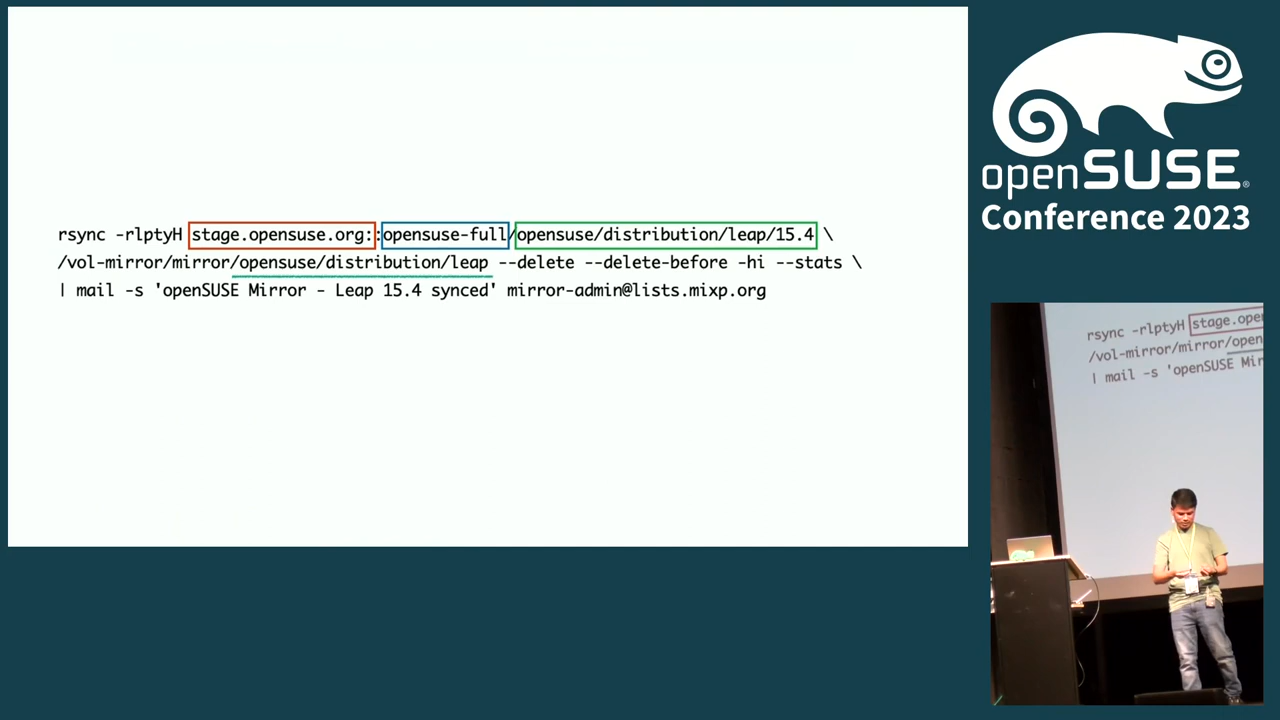 rsync -rlptyH stage.opensuse.org::opensuse-full/opensuse/distribution/leap/15.4 \
/vol-mirror/mirror/opensuse/distribution/leap --delete --delete-before -hi --stats \
| mail -s 'openSUSE Mirror - Leap 15.4 synced' mirror-admin@lists.mixp.org
openSUSE®
Conference 2023
rsync -rlptyH stage.ope
/vol-mirror/mirror/open
| mail -s 'openSUSE Mir